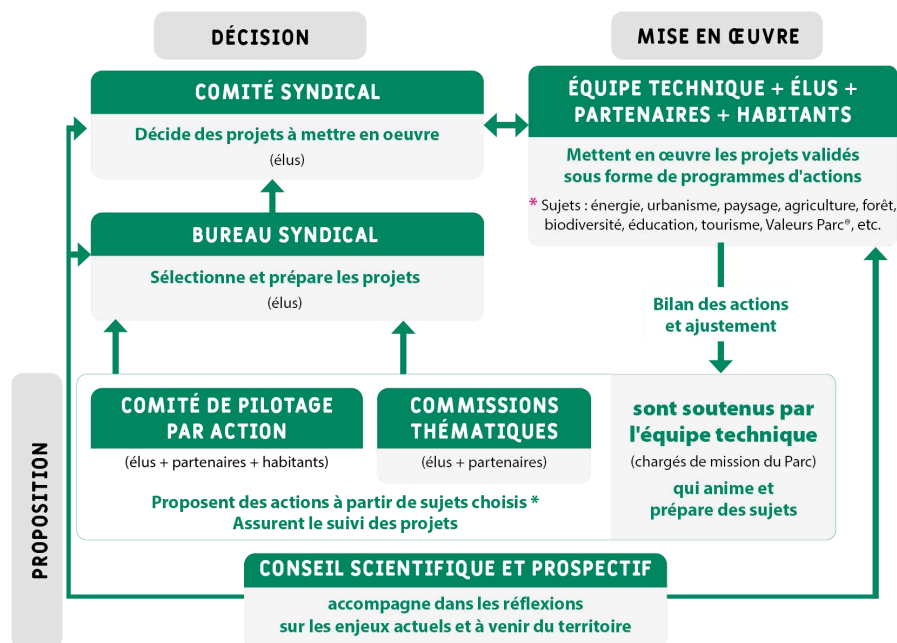 DÉCISION
MISE EN ŒUVRE
COMITÉ SYNDICAL
Décide des projets à mettre en oeuvre
(élus)
ÉQUIPE TECHNIQUE + ÉLUS +
PARTENAIRES + HABITANTS
Mettent en œuvre les projets validés
sous forme de programmes d'actions
* Sujets : énergie, urbanisme, paysage, agriculture, forêt,
biodiversité, éducation, tourisme, Valeurs Parc®, etc.
BUREAU SYNDICAL
Sélectionne et prépare les projets
(élus)
Bilan des actions
et ajustement
PROPOSITION
COMITÉ DE PILOTAGE
PAR ACTION
(élus + partenaires + habitants)
COMMISSIONS
THÉMATIQUES
(élus + partenaires)
Proposent des actions à partir de sujets choisis *
Assurent le suivi des projets
sont soutenus par
l'équipe technique
(chargés de mission du Parc)
qui anime et
prépare des sujets
CONSEIL SCIENTIFIQUE ET PROSPECTIF
accompagne dans les réflexions
sur les enjeux actuels et à venir du territoire